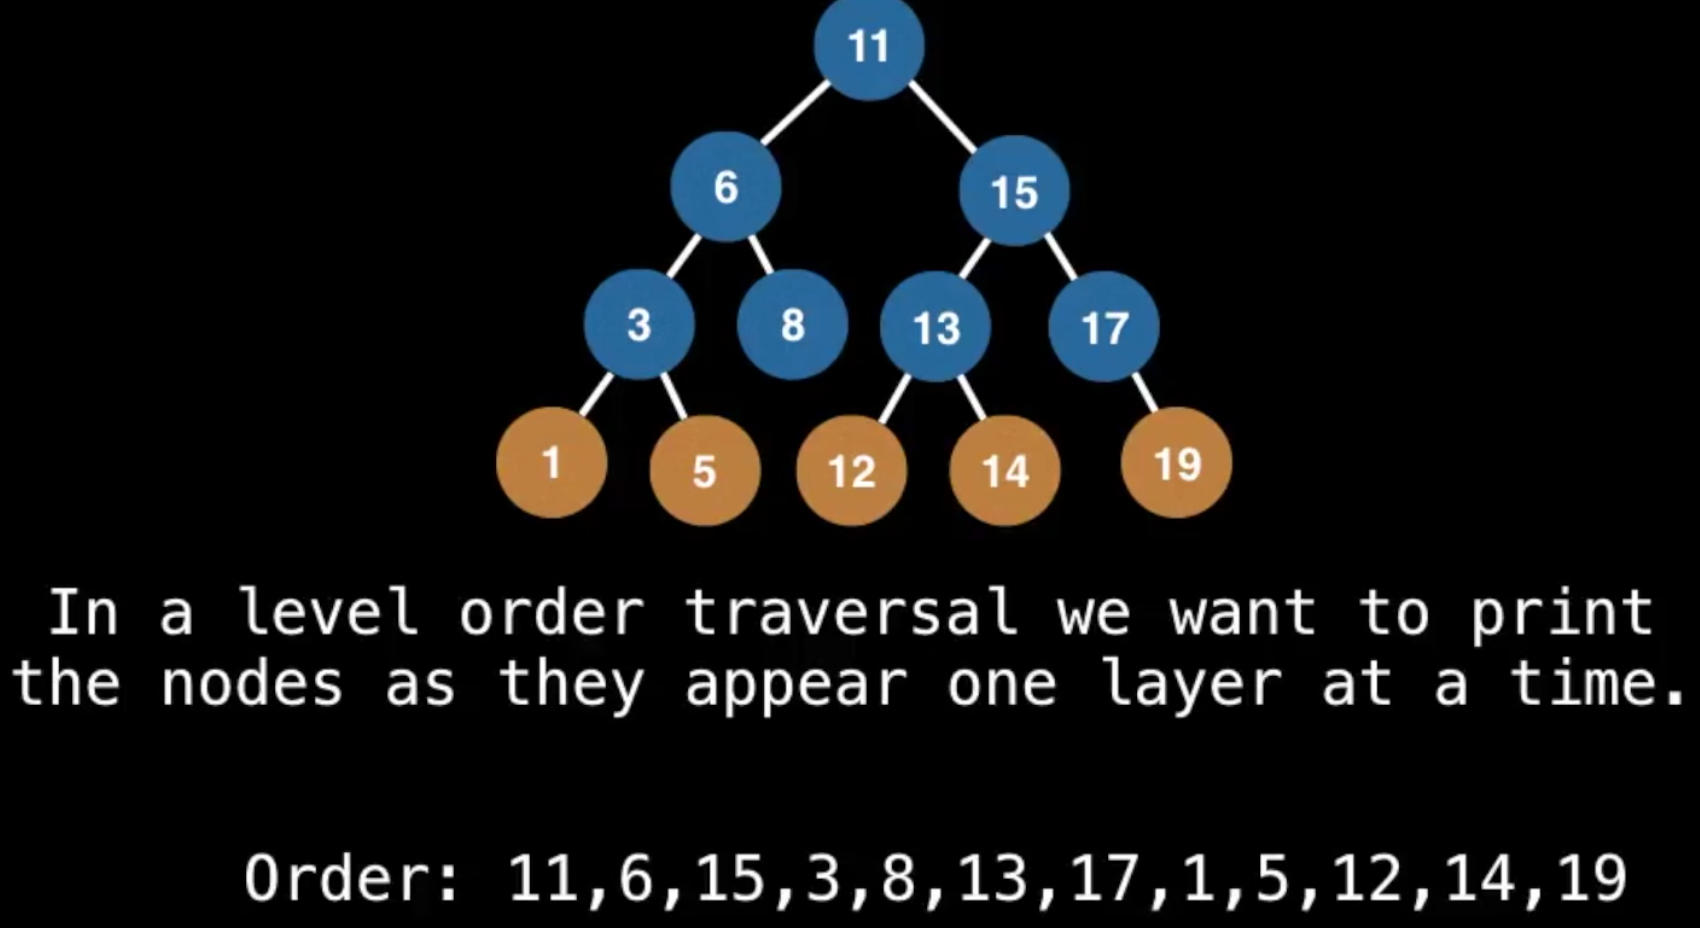 11
6 15
3 8 13 17
1 5 12 14 19
In a level order traversal we want to print
the nodes as they appear one layer at a time.
Order: 11,6,15,3,8,13,17,1,5,12,14,19